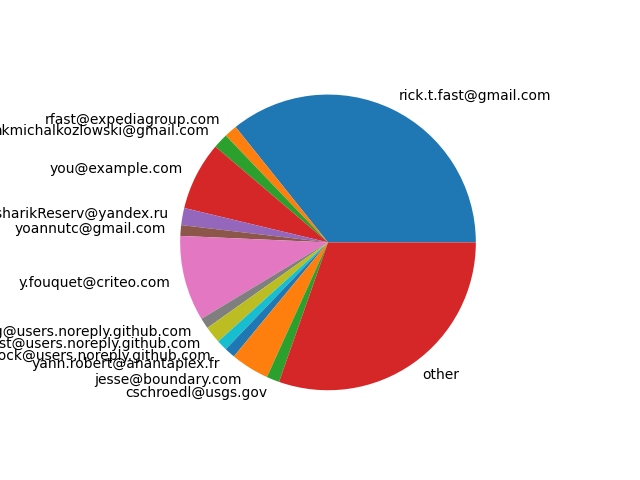 rick.t.fast@gmail.com
rfast@expediagroup.com
kmichalkozlowski@gmail.com
you@example.com
sharikReserv@yandex.ru
yoannutc@gmail.com
y.fouquet@criteo.com
g@users.noreply.github.com
st@users.noreply.github.com
ock@users.noreply.github.com
yann.robert@anantaplex.fr
jesse@boundary.com
cschroedl@usgs.gov
other